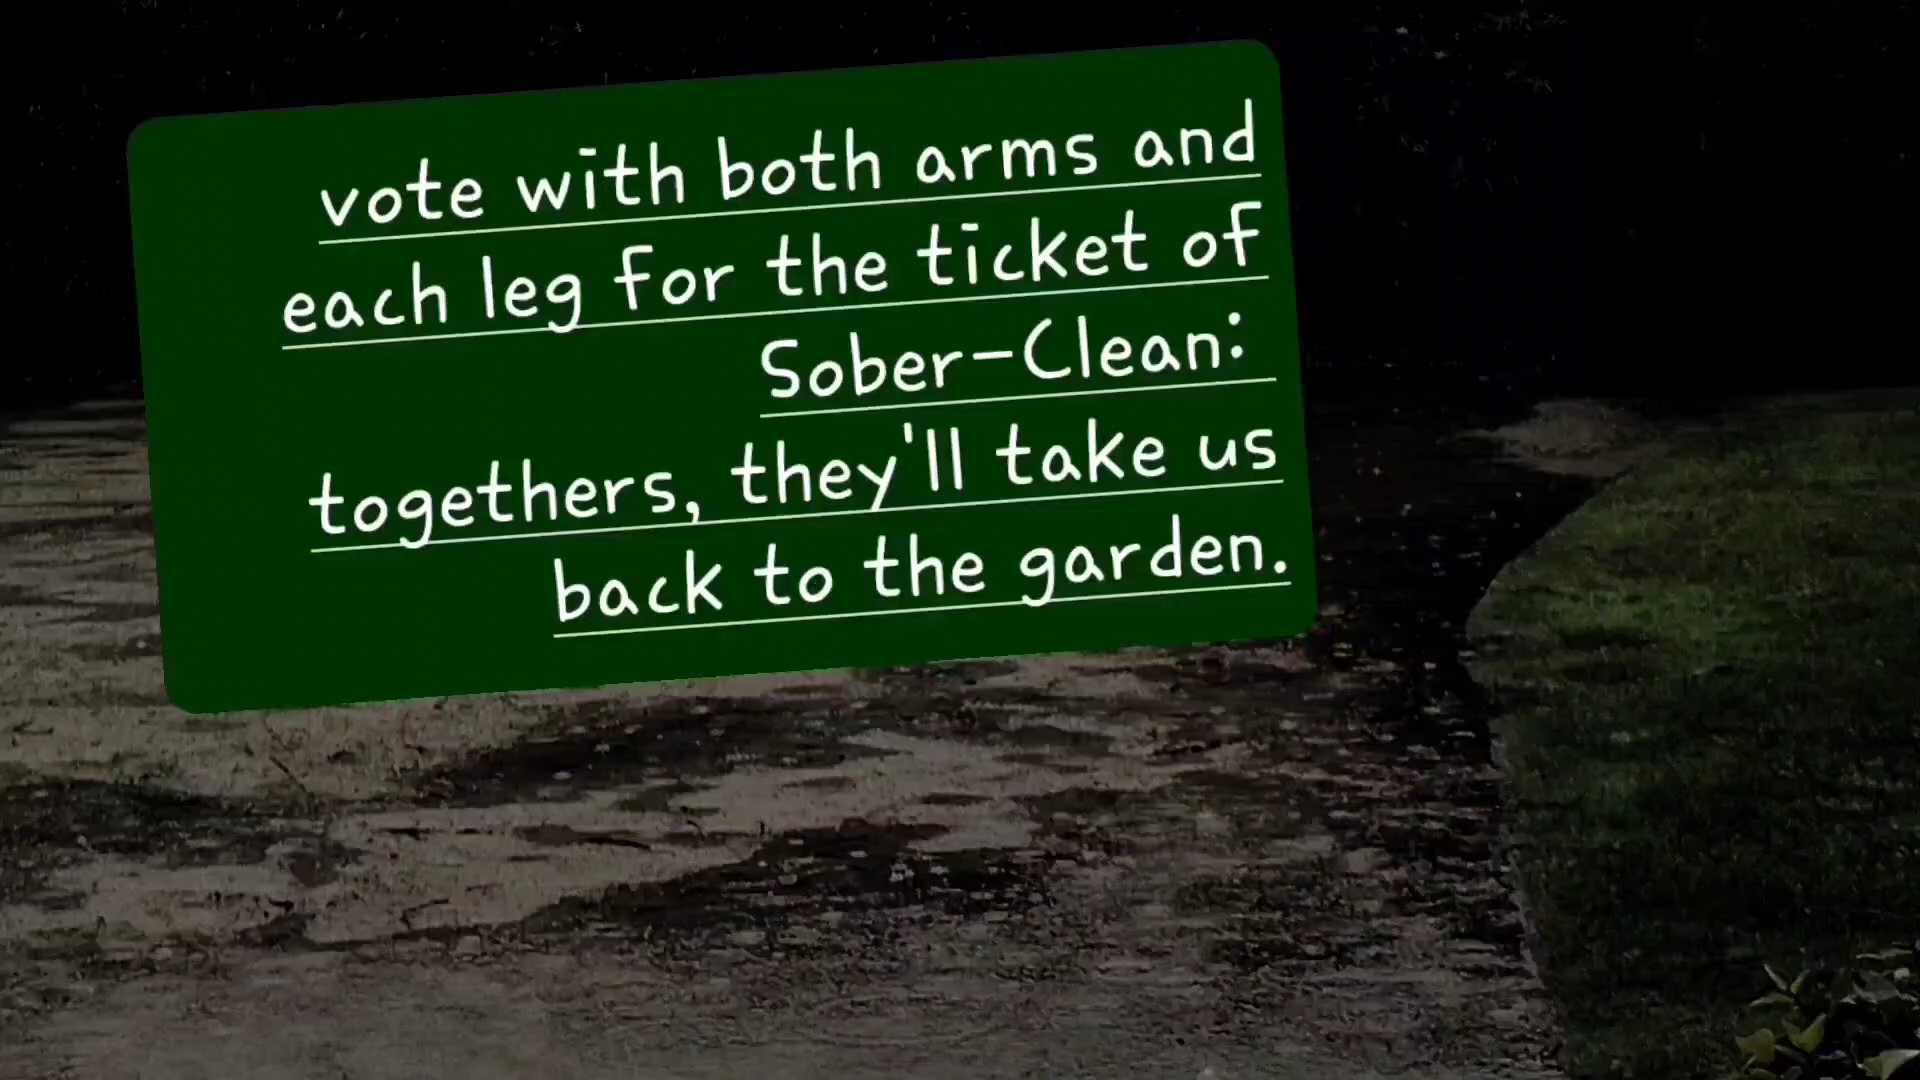 vote with both arms and
each leg for the ticket of
Sober-Clean:
togethers, they'll take us
back to the garden.